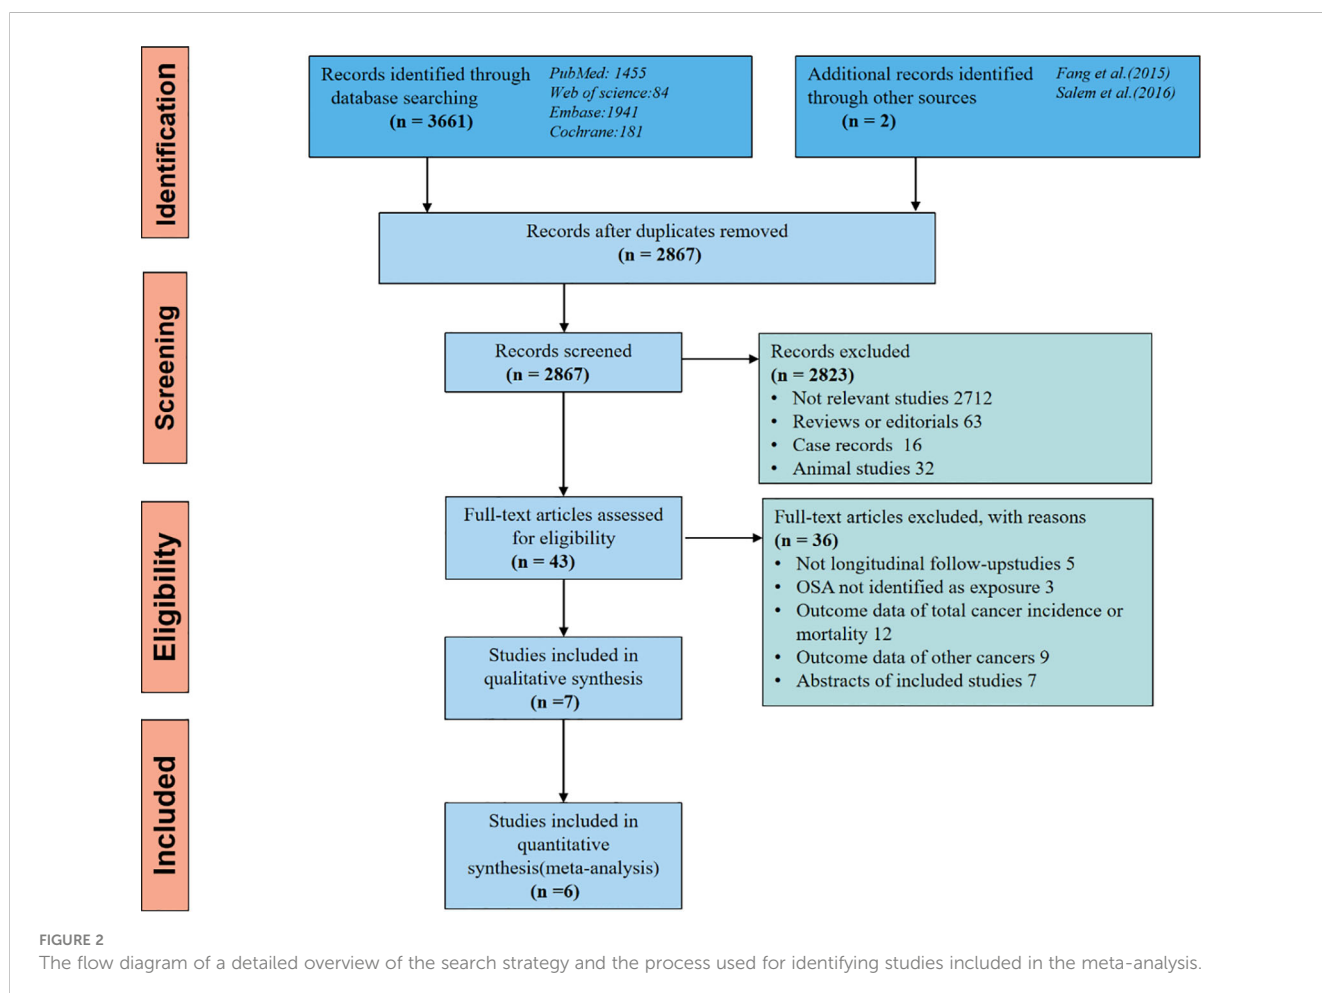 Identification
Records identified through
database searching
(n = 3661)
PubMed: 1455
Web of science:84
Embase:1941
Cochrane:181
Additional records identified
through other sources
(n = 2)
Fang et al.(2015)
Salem et al.(2016)
Records after duplicates removed
(n = 2867)
Screening
Records screened
(n = 2867)
Records excluded
(n = 2823)
• Not relevant studies 2712
• Reviews or editorials 63
• Case records 16
• Animal studies 32
Eligibility
Full-text articles assessed
for eligibility
(n = 43)
Full-text articles excluded, with reasons
(n = 36)
• Not longitudinal follow-upstudies 5
• OSA not identified as exposure 3
• Outcome data of total cancer incidence or
mortality 12
• Outcome data of other cancers 9
• Abstracts of included studies 7
Studies included in
qualitative synthesis
(n =7)
Included
Studies included in
quantitative
synthesis(meta-analysis)
(n =6)
FIGURE 2
The flow diagram of a detailed overview of the search strategy and the process used for identifying studies included in the meta-analysis.